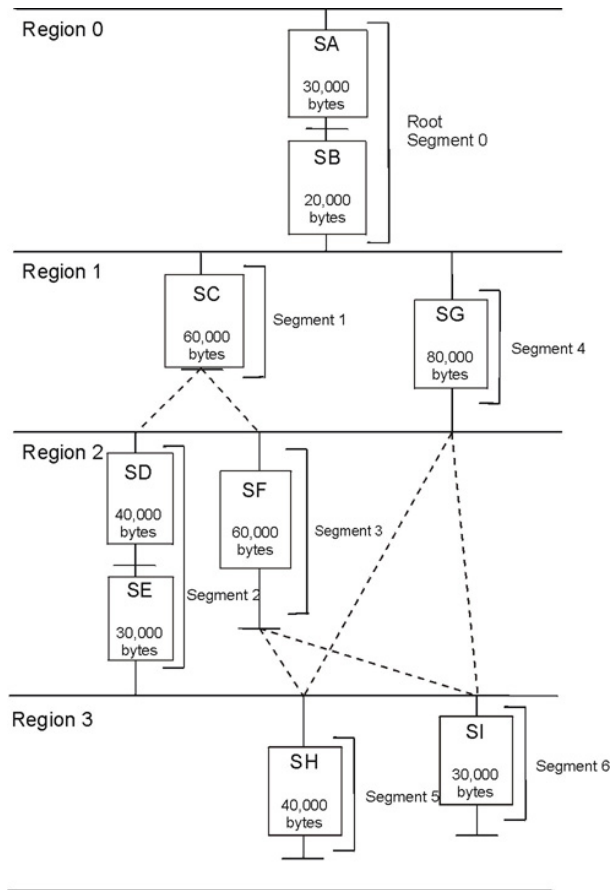 Region 0
SA
30,000
bytes
SB
20,000
bytes
Root
Segment 0
Region 1
SC
60,000
bytes
Segment 1
SG
80,000
bytes
Segment 4
Region 2
SD
40,000
bytes
SE
30,000
bytes
Segment 2
SF
60,000
bytes
Segment 3
Region 3
SH
40,000
bytes
Segment 5
SI
30,000
bytes
Segment 6